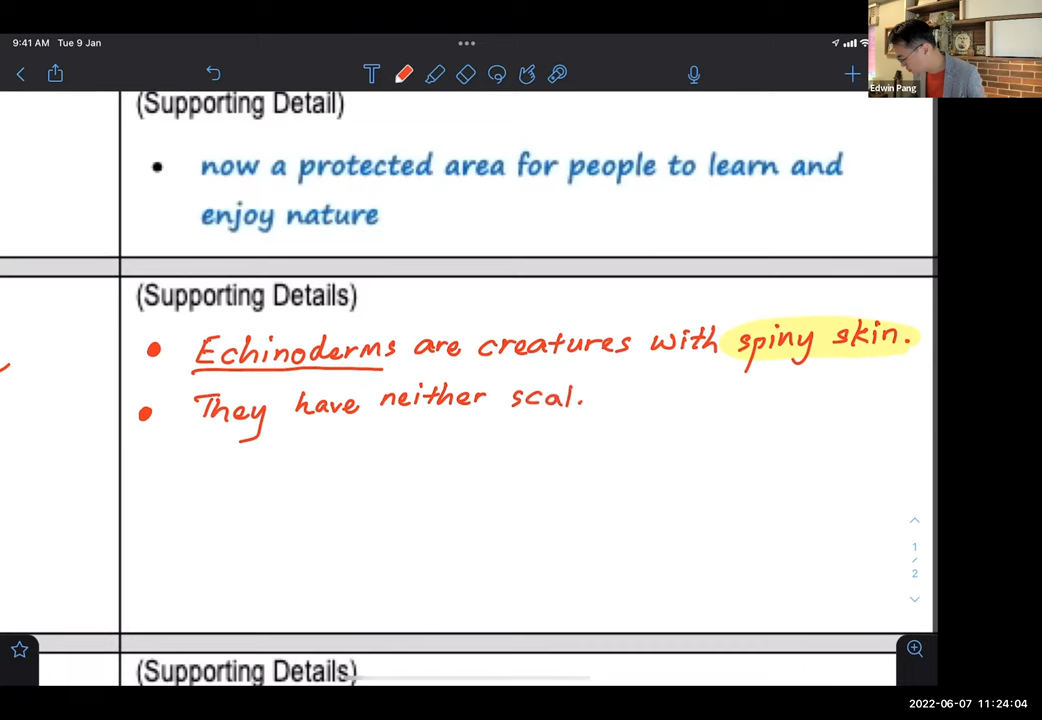 9:41 AM Tue 9 Jan
Edwin Pang
(Supporting Detail)
• now a protected area for people to learn and
enjoy nature
(Supporting Details)
• Echinoderms are creatures with spiny skin.
• They have neither scal.
1
/
2
(Supporting Details)
2022-06-07 11:24:04